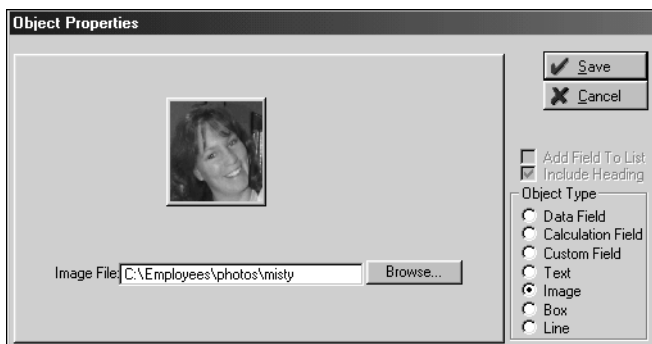 Object Properties
Save
Cancel
Add Field To List
Include Heading
Object Type
Data Field
Calculation Field
Custom Field
Text
Image
Box
Line
Image File: C:\Employees\photos\misty
Browse...